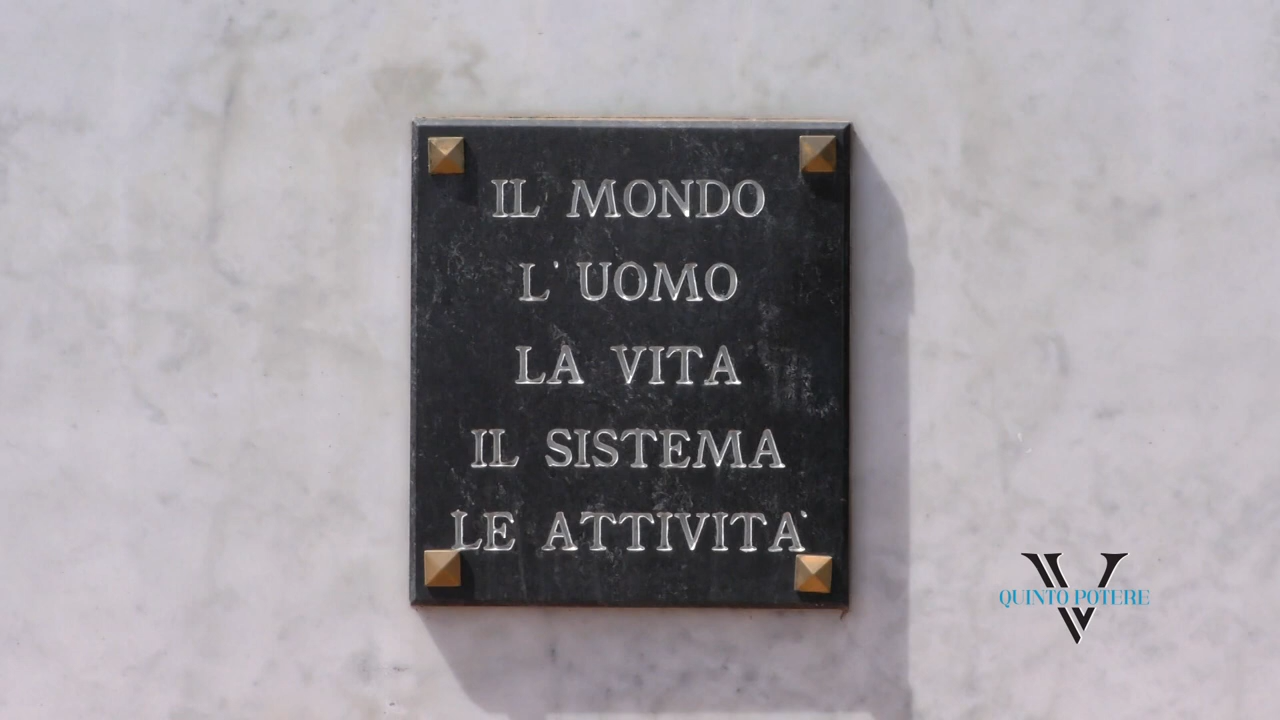 IL MONDO
L' UOMO
LA VITA
IL SISTEMA
LE ATTIVITA'
QUINTO POTERE